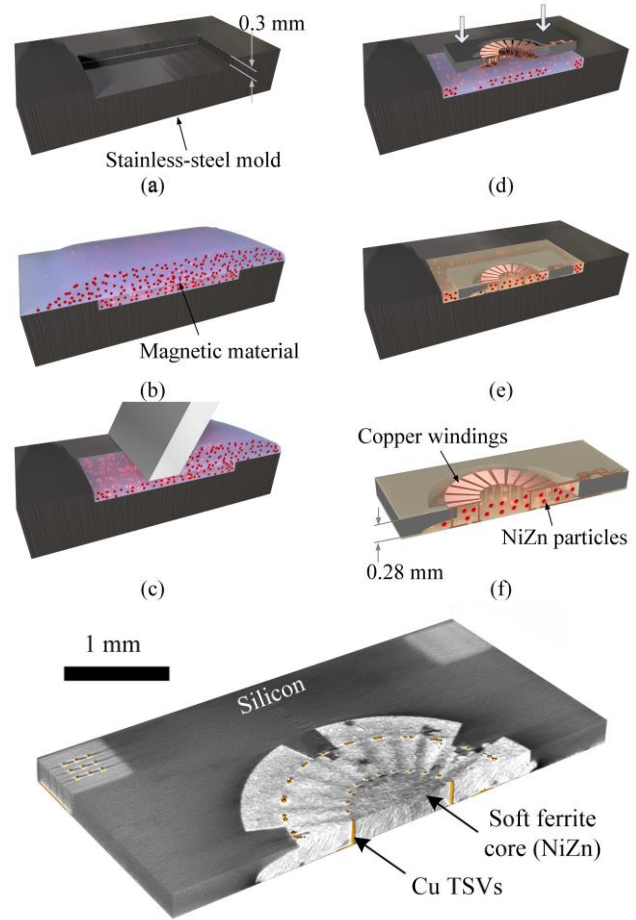 0.3 mm
Stainless-steel mold
(a)
(d)
Magnetic material
(b)
(e)
Copper windings
NiZn particles
0.28 mm
(c)
(f)
1 mm
Silicon
Soft ferrite
core (NiZn)
Cu TSVs